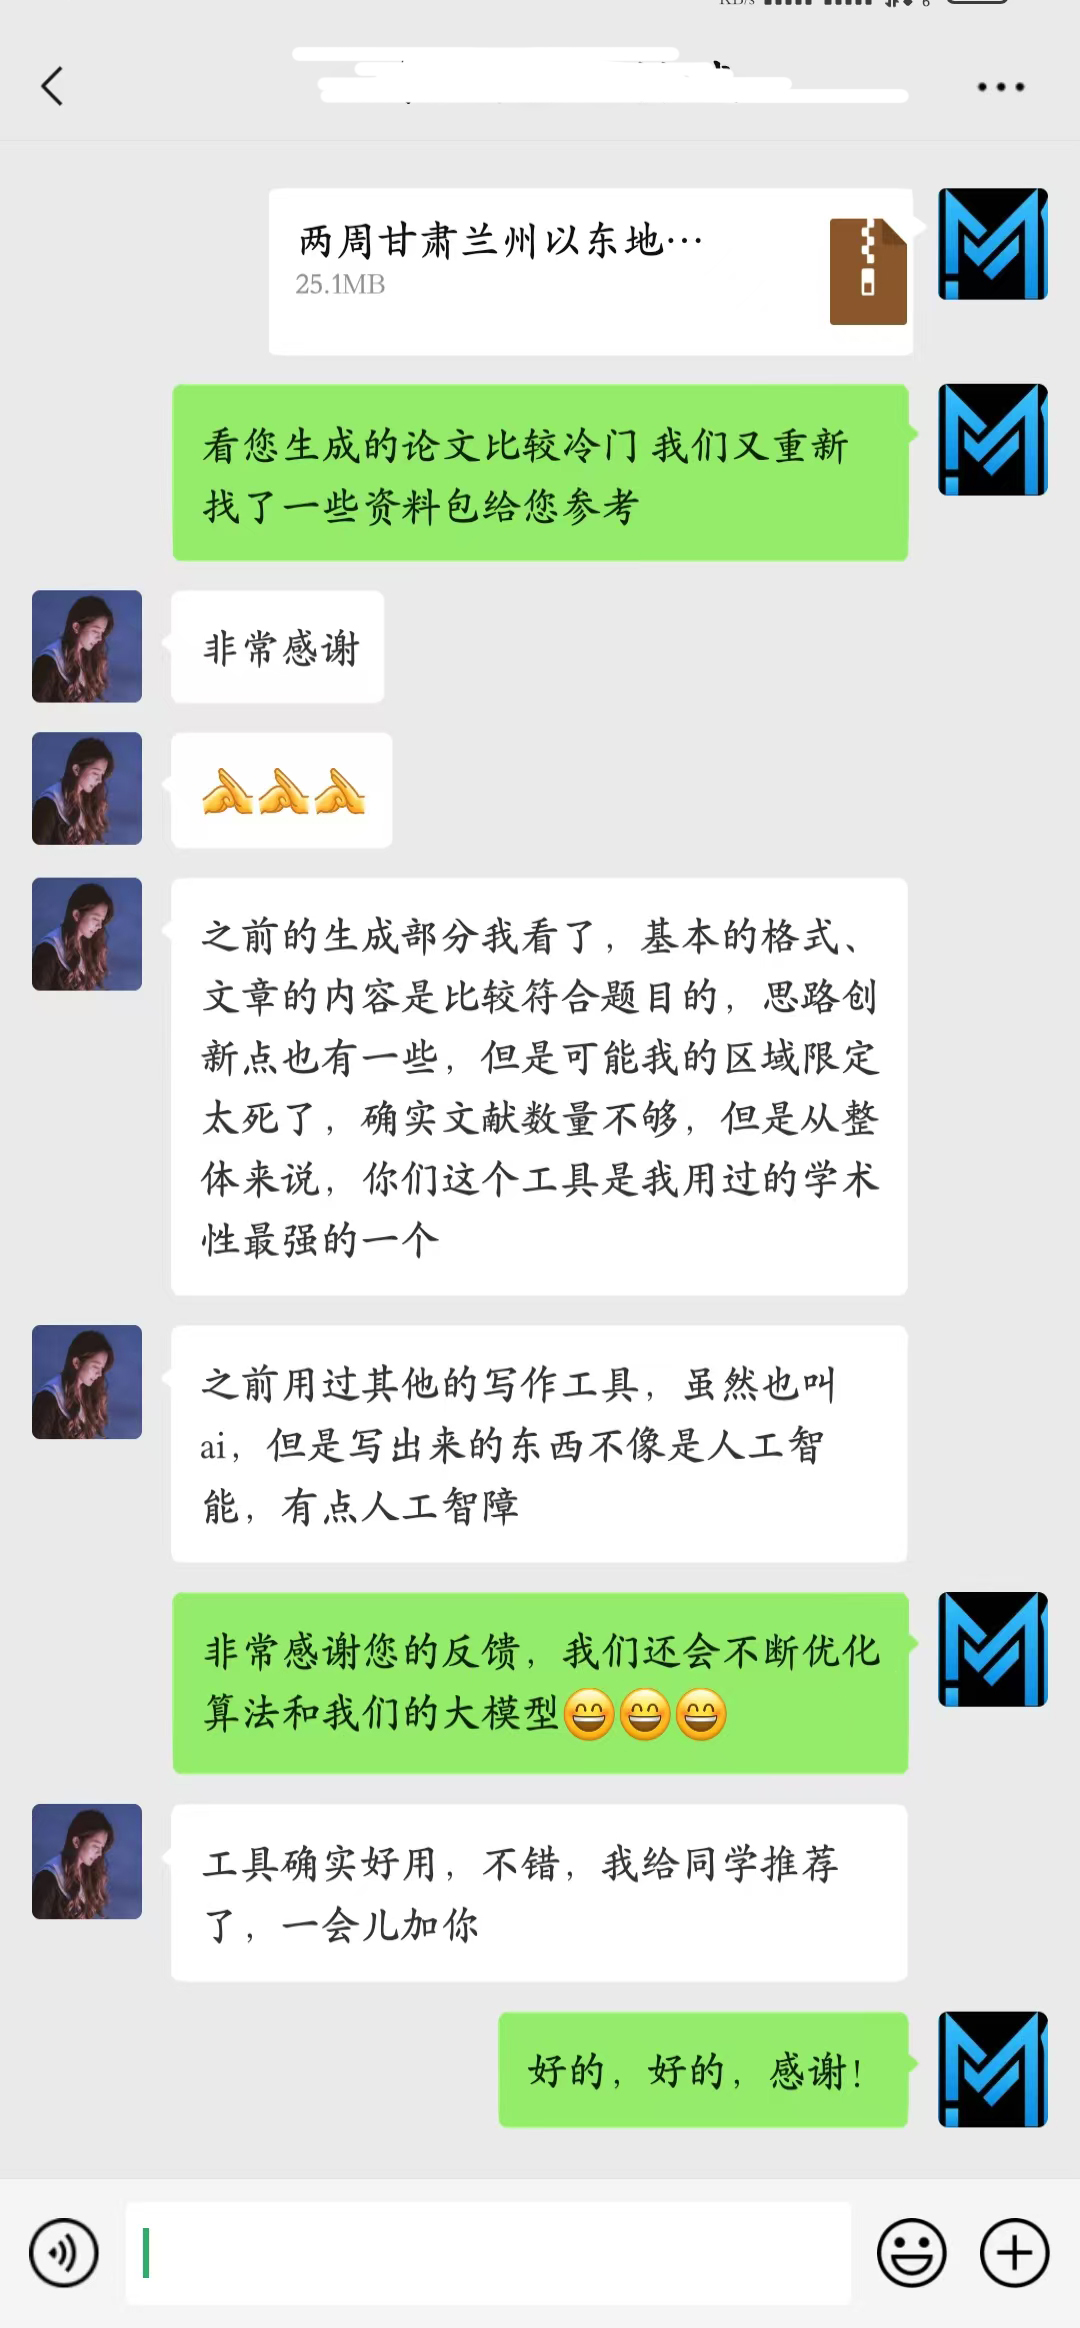 KB/s
6
两周甘肃兰州以东地…
25.1MB
看您生成的论文比较冷门 我们又重新
找了一些资料包给您参考
非常感谢
之前的生成部分我看了，基本的格式、
文章的内容是比较符合题目的，思路创
新点也有一些，但是可能我的区域限定
太死了，确实文献数量不够，但是从整
体来说，你们这个工具是我用过的学术
性最强的一个
之前用过其他的写作工具，虽然也叫
ai，但是写出来的东西不像是人工智
能，有点人工智障
非常感谢您的反馈，我们还会不断优化
算法和我们的大模型😄😄😄
工具确实好用，不错，我给同学推荐
了，一会儿加你
好的，好的，感谢！